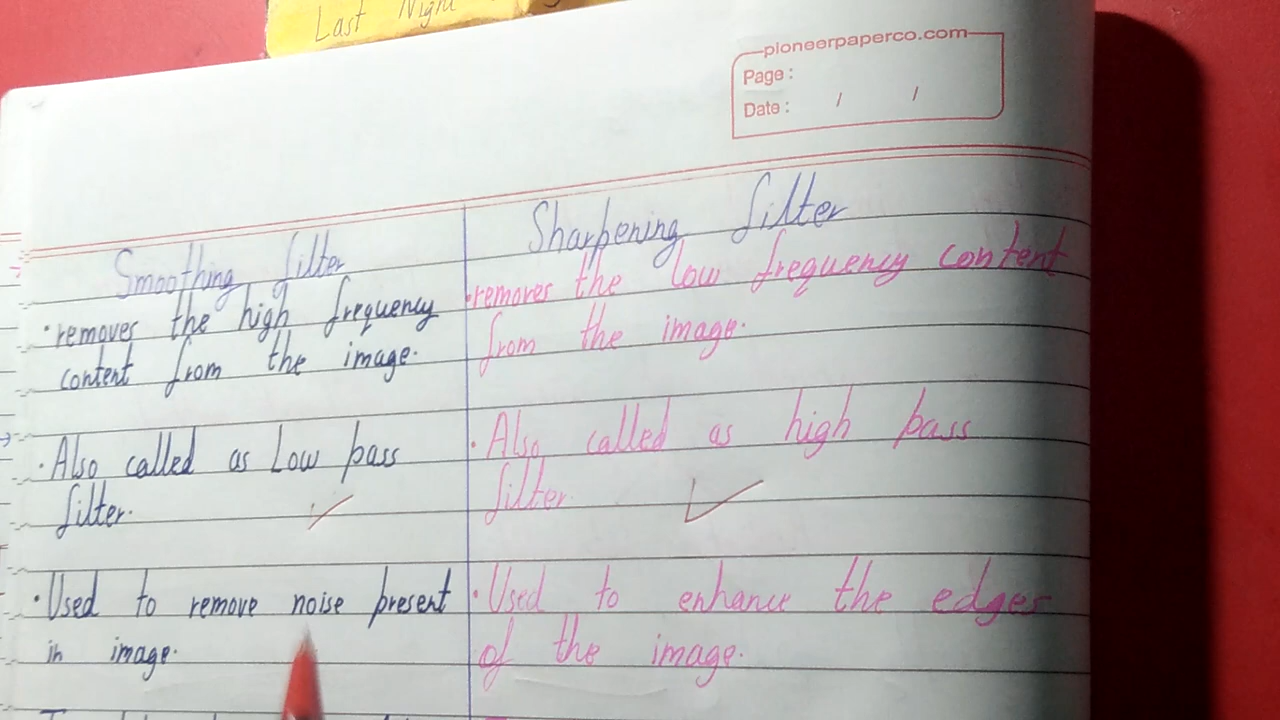 Last Night
pioneerpaperco.com
Page :
Date : / /
Smoothing filter
• removes the high frequency
content from the image.
• Also called as Low pass
filter.
• Used to remove noise present
in image.
Sharpening filter
• removes the low frequency content
from the image.
• Also called as high pass
filter.
• Used to enhance the edges
of the image.